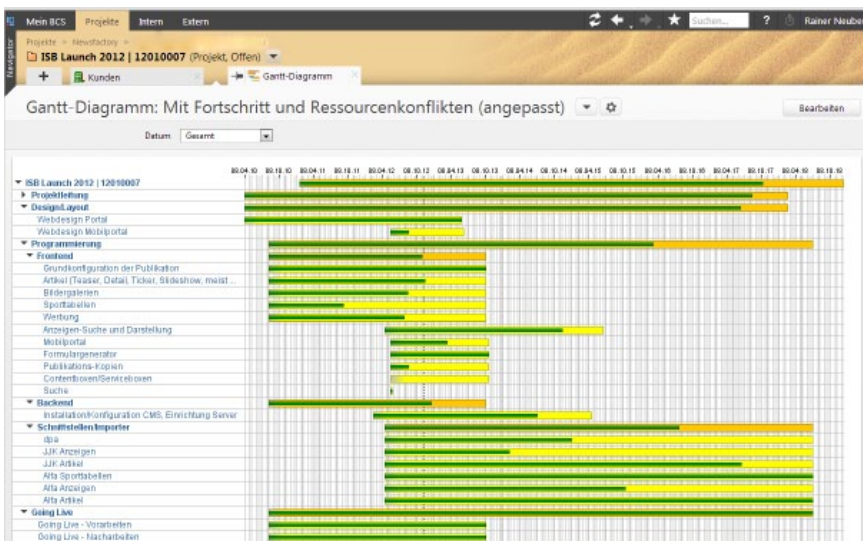 Mein BCS Projekte Intern Extern Suchen... ? Rainer Neuber
Navigator
Projekte Newsfactory
ISB Launch 2012 | 12010007 (Projekt, Offen)
+ Kunden Gantt-Diagramm
Gantt-Diagramm: Mit Fortschritt und Ressourcenkonflikten (angepasst) Bearbeiten
Datum Gesamt
ISB Launch 2012 | 12010007
Projektleitung
Design/Layout
Webdesign Portal
Webdesign Mobilportal
Programmierung
Frontend
Grundkonfiguration der Publikation
Artikel (Teaser, Detail, Ticker, Slideshow, meist ...
Bildergalerien
Sporttabellen
Werbung
Anzeigen-Suche und Darstellung
Mobilportal
Formulargenerator
Publikations-Kopien
Contentboxen/Serviceboxen
Suche
Backend
Installation/Konfiguration CMS, Einrichtung Server
Schnittstellen/Importer
dpa
JJK Anzeigen
JJK Artikel
Alfa Sporttabellen
Alfa Anzeigen
Alfa Artikel
Going Live
Going Live - Vorarbeiten
Going Live - Nacharbeiten